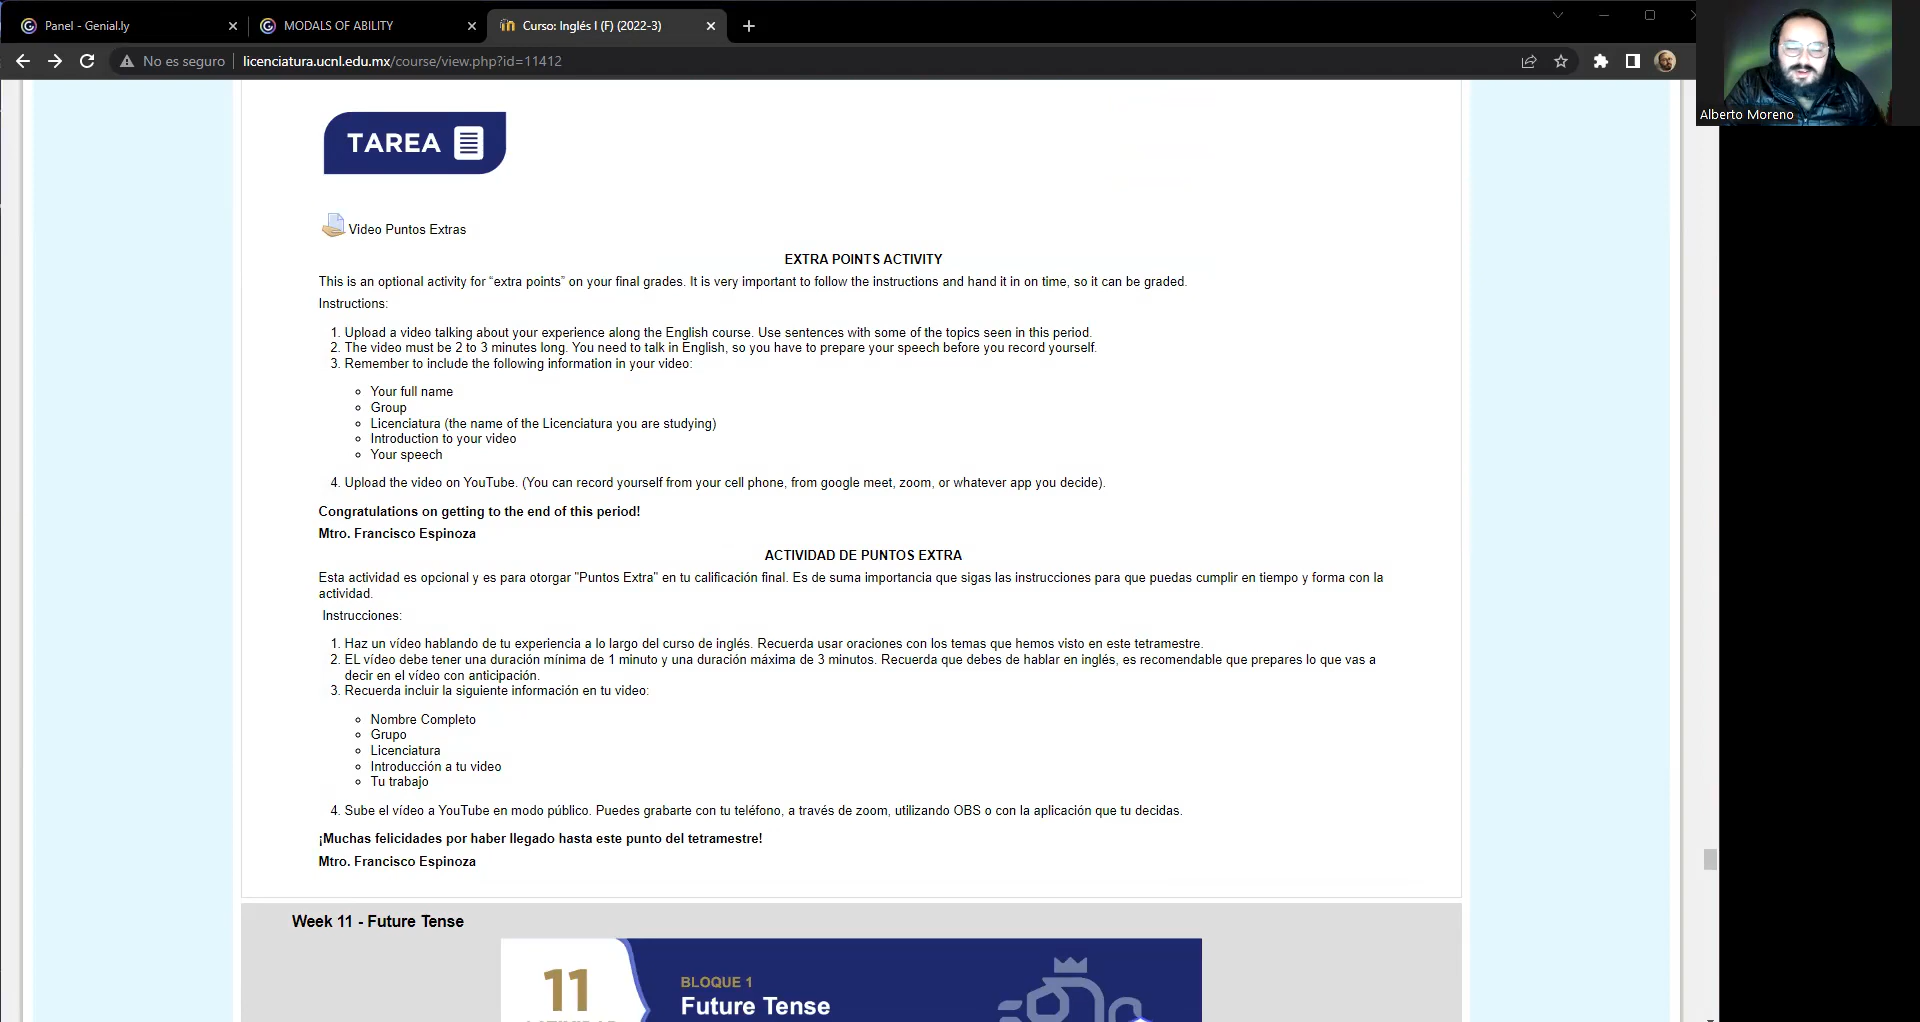 Panel - Genial.ly
MODALS OF ABILITY
Curso: Inglés I (F) (2022-3)
No es seguro
licenciatura.ucnl.edu.mx/course/view.php?id=11412
Alberto Moreno
TAREA
Video Puntos Extras
EXTRA POINTS ACTIVITY
This is an optional activity for “extra points” on your final grades. It is very important to follow the instructions and hand it in on time, so it can be graded.
Instructions:
1. Upload a video talking about your experience along the English course. Use sentences with some of the topics seen in this period.
2. The video must be 2 to 3 minutes long. You need to talk in English, so you have to prepare your speech before you record yourself.
3. Remember to include the following information in your video:
Your full name
Group
Licenciatura (the name of the Licenciatura you are studying)
Introduction to your video
Your speech
4. Upload the video on YouTube. (You can record yourself from your cell phone, from google meet, zoom, or whatever app you decide).
Congratulations on getting to the end of this period!
Mtro. Francisco Espinoza
ACTIVIDAD DE PUNTOS EXTRA
Esta actividad es opcional y es para otorgar "Puntos Extra" en tu calificación final. Es de suma importancia que sigas las instrucciones para que puedas cumplir en tiempo y forma con la
actividad.
Instrucciones:
1. Haz un vídeo hablando de tu experiencia a lo largo del curso de inglés. Recuerda usar oraciones con los temas que hemos visto en este tetramestre.
2. EL vídeo debe tener una duración mínima de 1 minuto y una duración máxima de 3 minutos. Recuerda que debes de hablar en inglés, es recomendable que prepares lo que vas a
decir en el vídeo con anticipación.
3. Recuerda incluir la siguiente información en tu video:
Nombre Completo
Grupo
Licenciatura
Introducción a tu video
Tu trabajo
4. Sube el vídeo a YouTube en modo público. Puedes grabarte con tu teléfono, a través de zoom, utilizando OBS o con la aplicación que tu decidas.
¡Muchas felicidades por haber llegado hasta este punto del tetramestre!
Mtro. Francisco Espinoza
Week 11 - Future Tense
11
BLOQUE 1
Future Tense